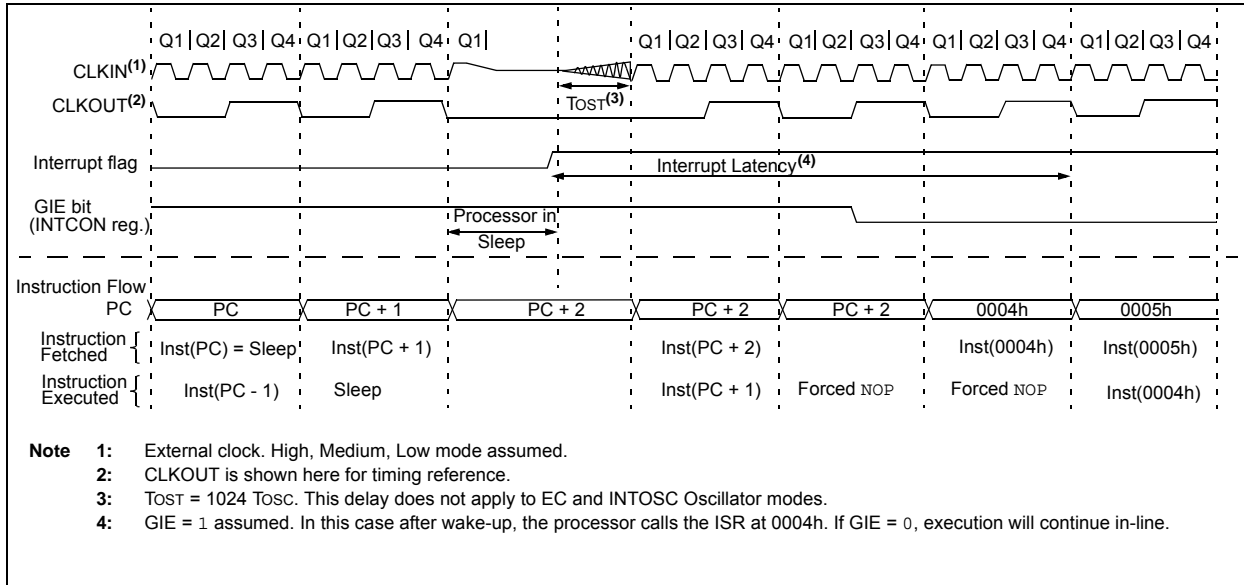 Q1 Q2 Q3 Q4 Q1 Q2 Q3 Q4 Q1 Q1 Q2 Q3 Q4 Q1 Q2 Q3 Q4 Q1 Q2 Q3 Q4 Q1 Q2 Q3 Q4
CLKIN(1)
CLKOUT(2)
TOST(3)
Interrupt flag
Interrupt Latency(4)
GIE bit
(INTCON reg.)
Processor in
Sleep
Instruction Flow
PC PC PC + 1 PC + 2 PC + 2 PC + 2 0004h 0005h
Instruction
Fetched
Inst(PC) = Sleep Inst(PC + 1) Inst(PC + 2) Inst(0004h) Inst(0005h)
Instruction
Executed
Inst(PC - 1) Sleep Inst(PC + 1) Forced NOP Forced NOP Inst(0004h)
Note 1: External clock. High, Medium, Low mode assumed.
2: CLKOUT is shown here for timing reference.
3: TOST = 1024 TOSC. This delay does not apply to EC and INTOSC Oscillator modes.
4: GIE = 1 assumed. In this case after wake-up, the processor calls the ISR at 0004h. If GIE = 0, execution will continue in-line.